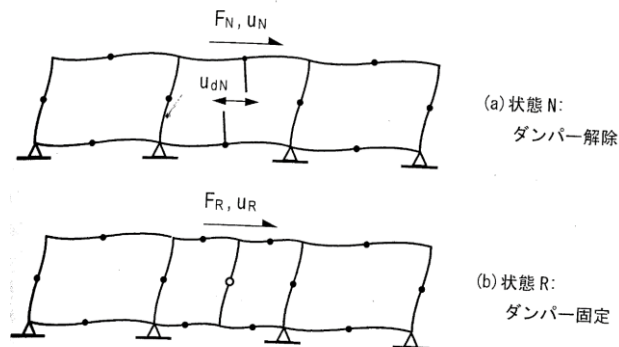 F_N, u_N
u_dN
(a) 状態 N:
ダンパー解除
F_R, u_R
(b) 状態 R:
ダンパー固定